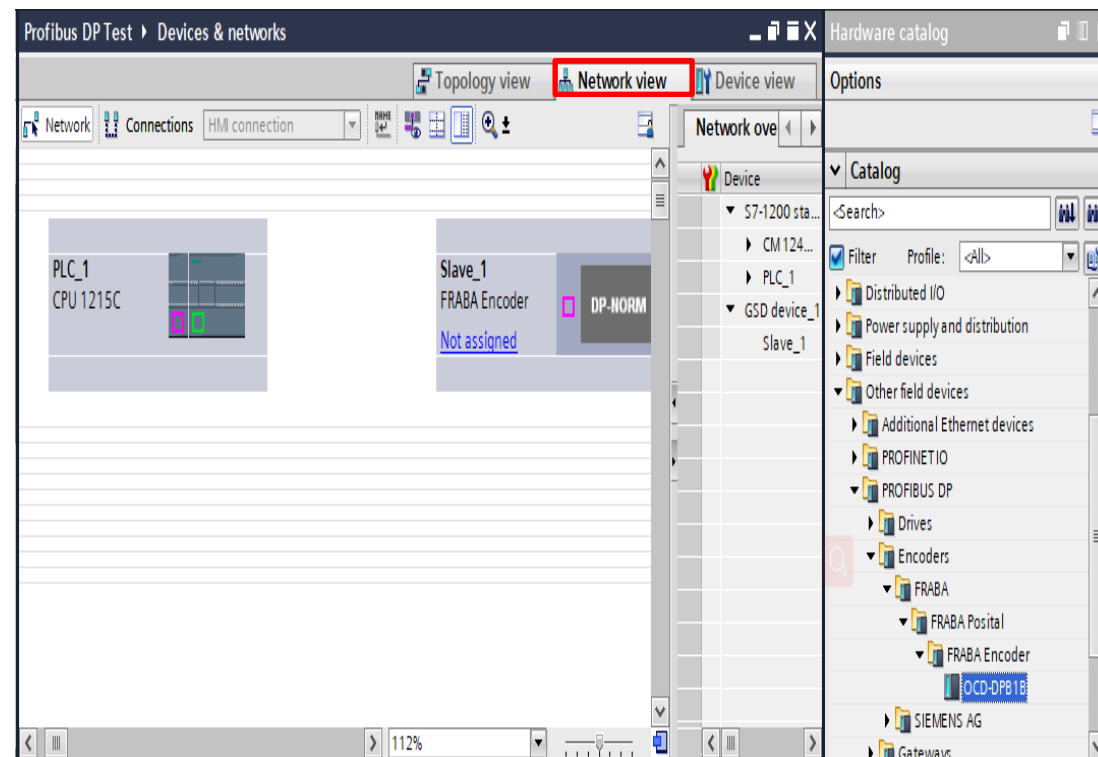 Profibus DP Test ▸ Devices & networks
Hardware catalog
Topology view
Network view
Device view
Options
Network
Connections
HMI connection
Network ove
Catalog
Device
<Search>
S7-1200 sta...
CM 124...
Filter
Profile:
<All>
PLC_1
CPU 1215C
Slave_1
FRABA Encoder
Not assigned
DP-NORM
PLC_1
GSD device_1
Slave_1
Distributed I/O
Power supply and distribution
Field devices
Other field devices
Additional Ethernet devices
PROFINET IO
PROFIBUS DP
Drives
Encoders
FRABA
FRABA Posital
FRABA Encoder
OCD-DPB1B
SIEMENS AG
Gateways
112%